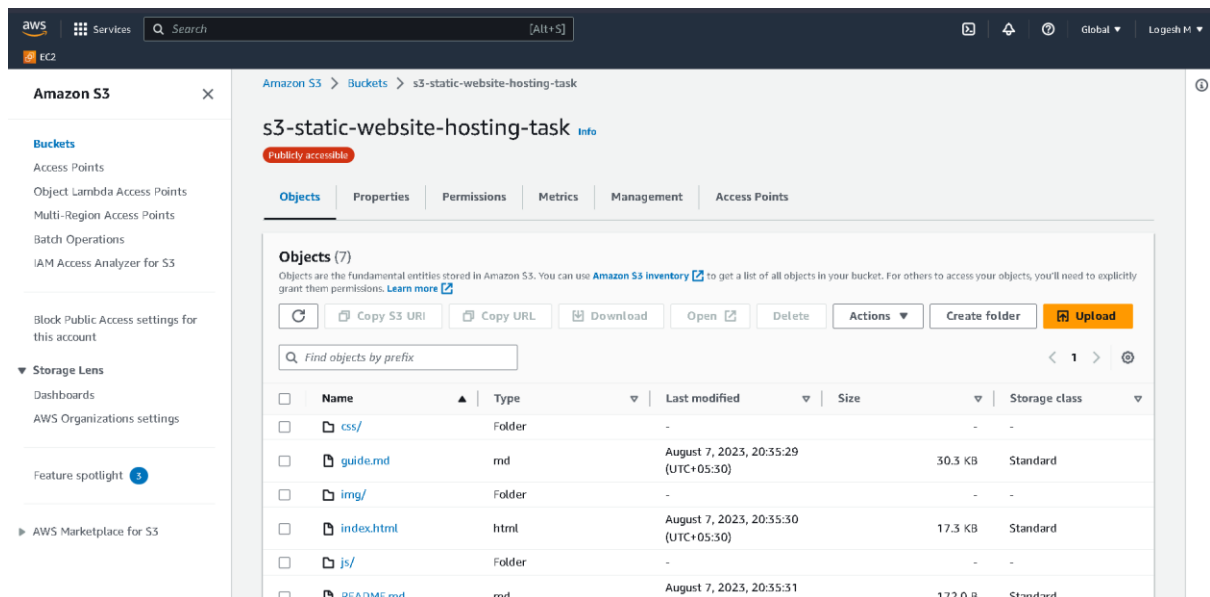 aws Services Search [Alt+S] Global ▼ Logesh M ▼
EC2
Amazon S3
Buckets
Access Points
Object Lambda Access Points
Multi-Region Access Points
Batch Operations
IAM Access Analyzer for S3
Block Public Access settings for
this account
▼ Storage Lens
Dashboards
AWS Organizations settings
Feature spotlight 3
▶ AWS Marketplace for S3
Amazon S3 > Buckets > s3-static-website-hosting-task
s3-static-website-hosting-task Info
Publicly accessible
Objects Properties Permissions Metrics Management Access Points
Objects (7)
Objects are the fundamental entities stored in Amazon S3. You can use Amazon S3 inventory to get a list of all objects in your bucket. For others to access your objects, you'll need to explicitly
grant them permissions. Learn more
Copy S3 URI Copy URL Download Open Delete Actions ▼ Create folder Upload
Find objects by prefix < 1 >
Name Type Last modified Size Storage class
css/ Folder - - -
guide.md md August 7, 2023, 20:35:29 (UTC+05:30) 30.3 KB Standard
img/ Folder - - -
index.html html August 7, 2023, 20:35:30 (UTC+05:30) 17.3 KB Standard
js/ Folder - - -
README.md md August 7, 2023, 20:35:31 172.0 B Standard